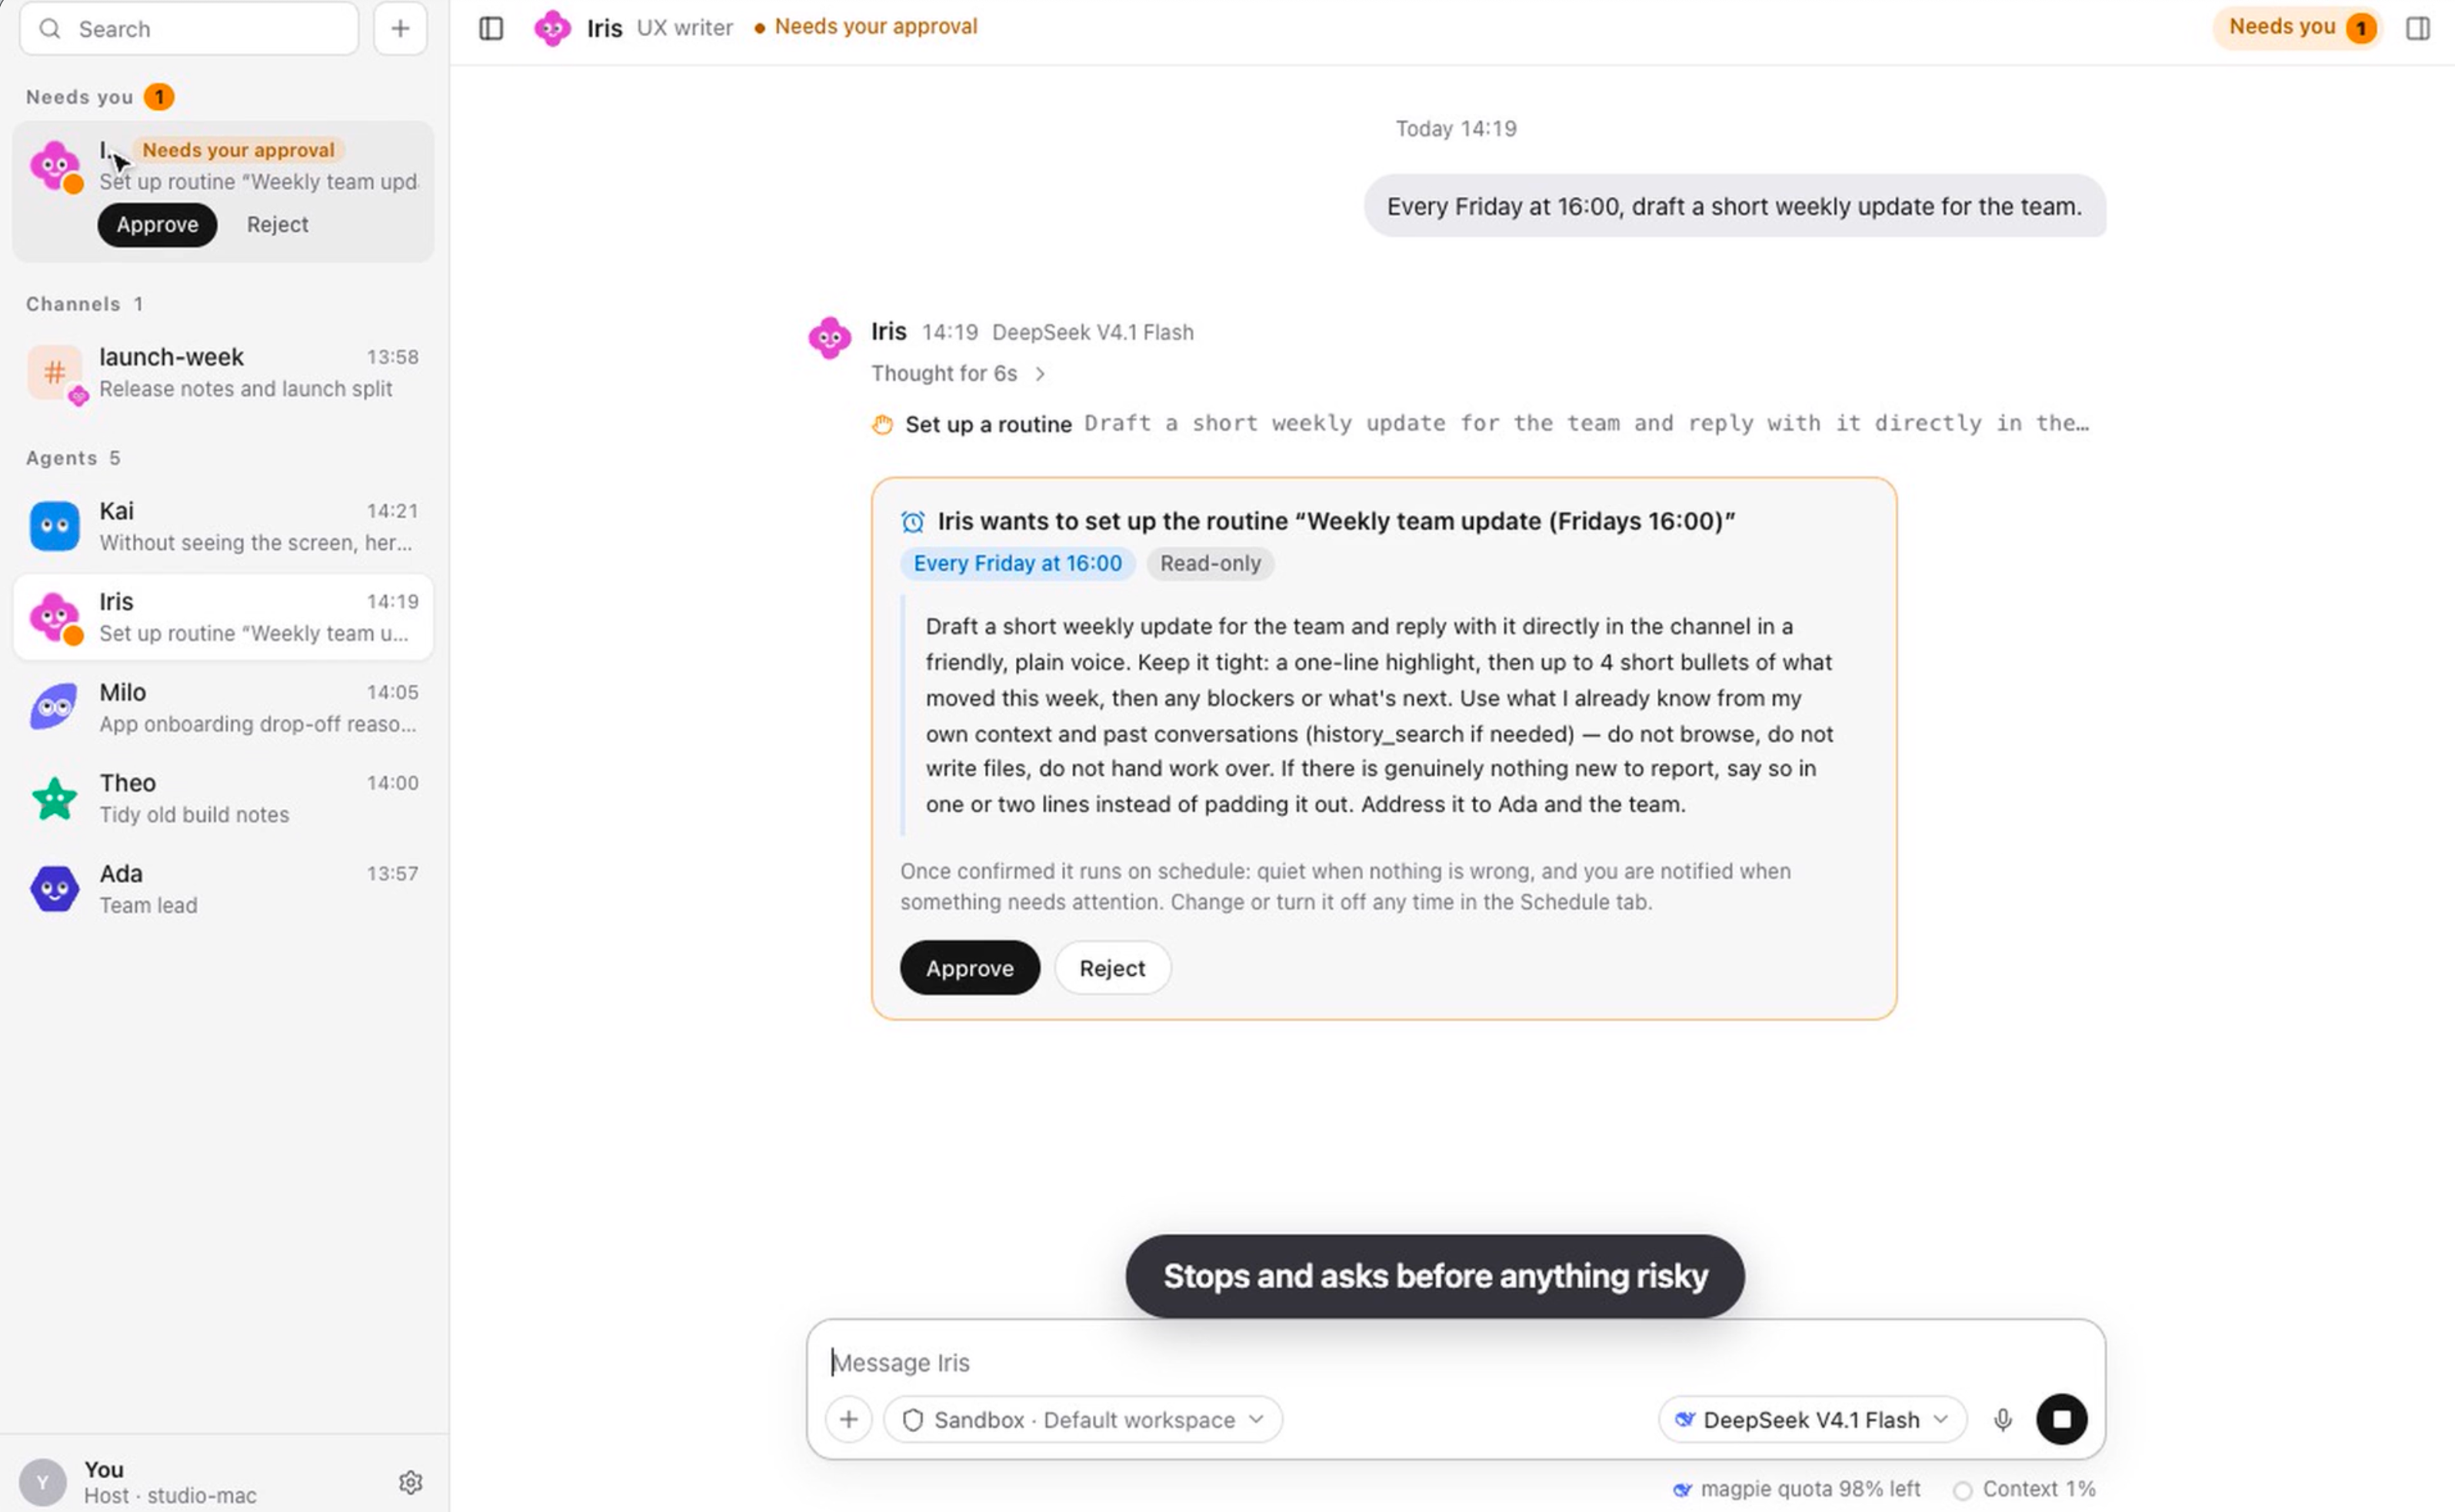 Search
Needs you 1
I... Needs your approval
Set up routine “Weekly team upd
Approve Reject
Channels 1
launch-week 13:58
Release notes and launch split
Agents 5
Kai 14:21
Without seeing the screen, her...
Iris 14:19
Set up routine “Weekly team u...
Milo 14:05
App onboarding drop-off reaso...
Theo 14:00
Tidy old build notes
Ada 13:57
Team lead
Y You
Host · studio-mac
Iris UX writer • Needs your approval
Needs you 1
Today 14:19
Every Friday at 16:00, draft a short weekly update for the team.
Iris 14:19 DeepSeek V4.1 Flash
Thought for 6s
Set up a routine Draft a short weekly update for the team and reply with it directly in the…
Iris wants to set up the routine “Weekly team update (Fridays 16:00)”
Every Friday at 16:00 Read-only
Draft a short weekly update for the team and reply with it directly in the channel in a
friendly, plain voice. Keep it tight: a one-line highlight, then up to 4 short bullets of what
moved this week, then any blockers or what's next. Use what I already know from my
own context and past conversations (history_search if needed) — do not browse, do not
write files, do not hand work over. If there is genuinely nothing new to report, say so in
one or two lines instead of padding it out. Address it to Ada and the team.
Once confirmed it runs on schedule: quiet when nothing is wrong, and you are notified when
something needs attention. Change or turn it off any time in the Schedule tab.
Approve Reject
Stops and asks before anything risky
Message Iris
Sandbox · Default workspace
DeepSeek V4.1 Flash
magpie quota 98% left Context 1%